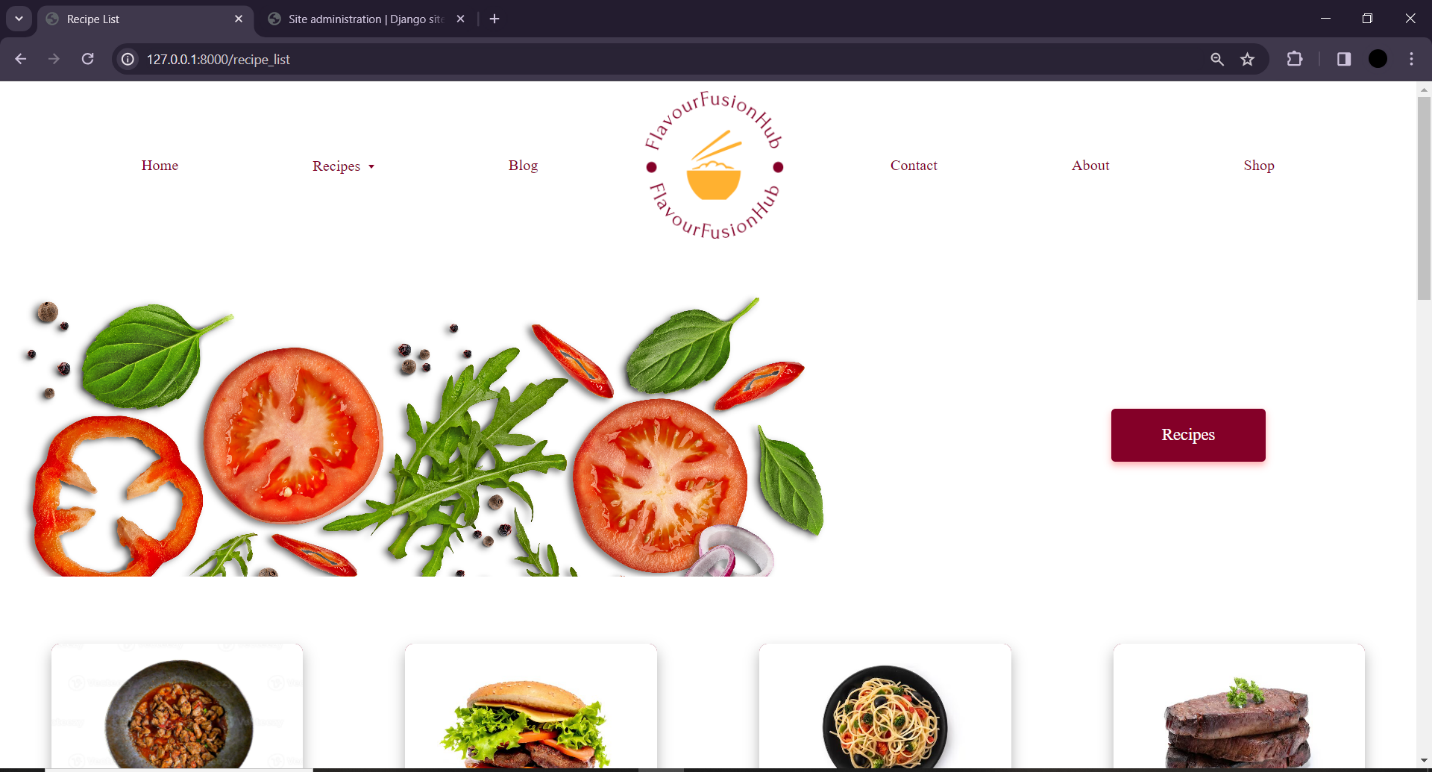 Recipe List
Site administration | Django site
127.0.0.1:8000/recipe_list
Home
Recipes
Blog
FlavourFusionHub
FlavourFusionHub
Contact
About
Shop
Recipes